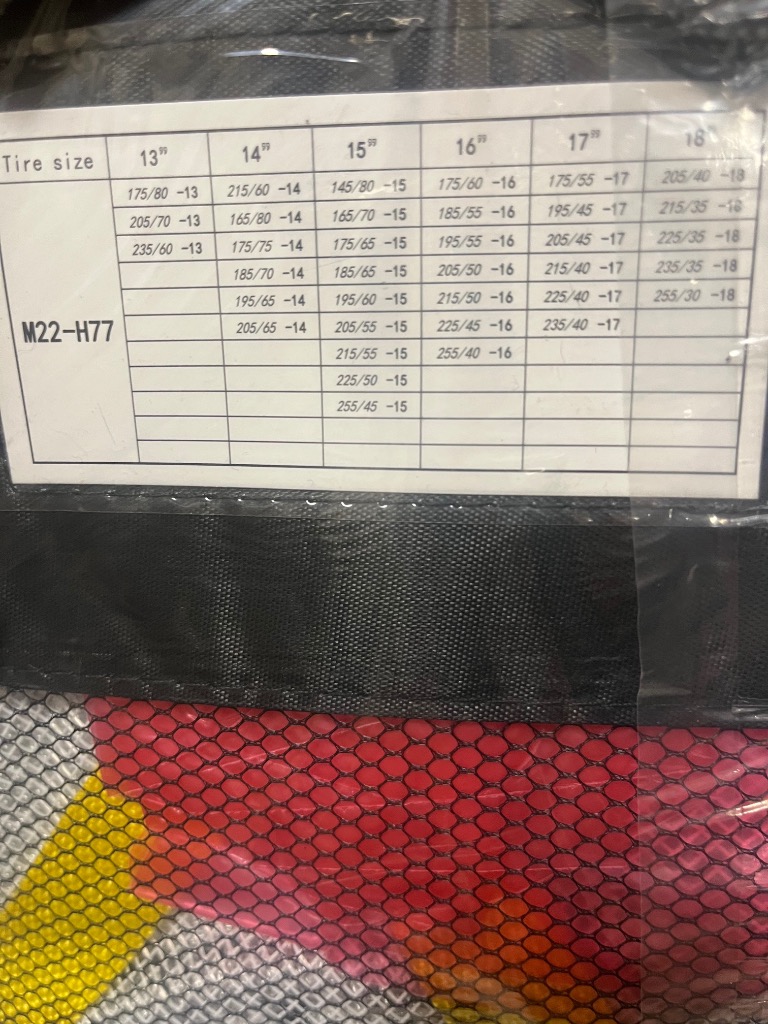 Tire size 13" 14" 15" 16" 17" 18"
175/80 -13 215/60 -14 145/80 -15 175/60 -16 175/55 -17 205/40 -18
205/70 -13 165/80 -14 165/70 -15 185/55 -16 195/45 -17 215/35 -18
235/60 -13 175/75 -14 175/65 -15 195/55 -16 205/45 -17 225/35 -18
185/70 -14 185/65 -15 205/50 -16 215/40 -17 235/35 -18
195/65 -14 195/60 -15 215/50 -16 225/40 -17 255/30 -18
M22-H77 205/65 -14 205/55 -15 225/45 -16 235/40 -17
215/55 -15 255/40 -16
225/50 -15
255/45 -15